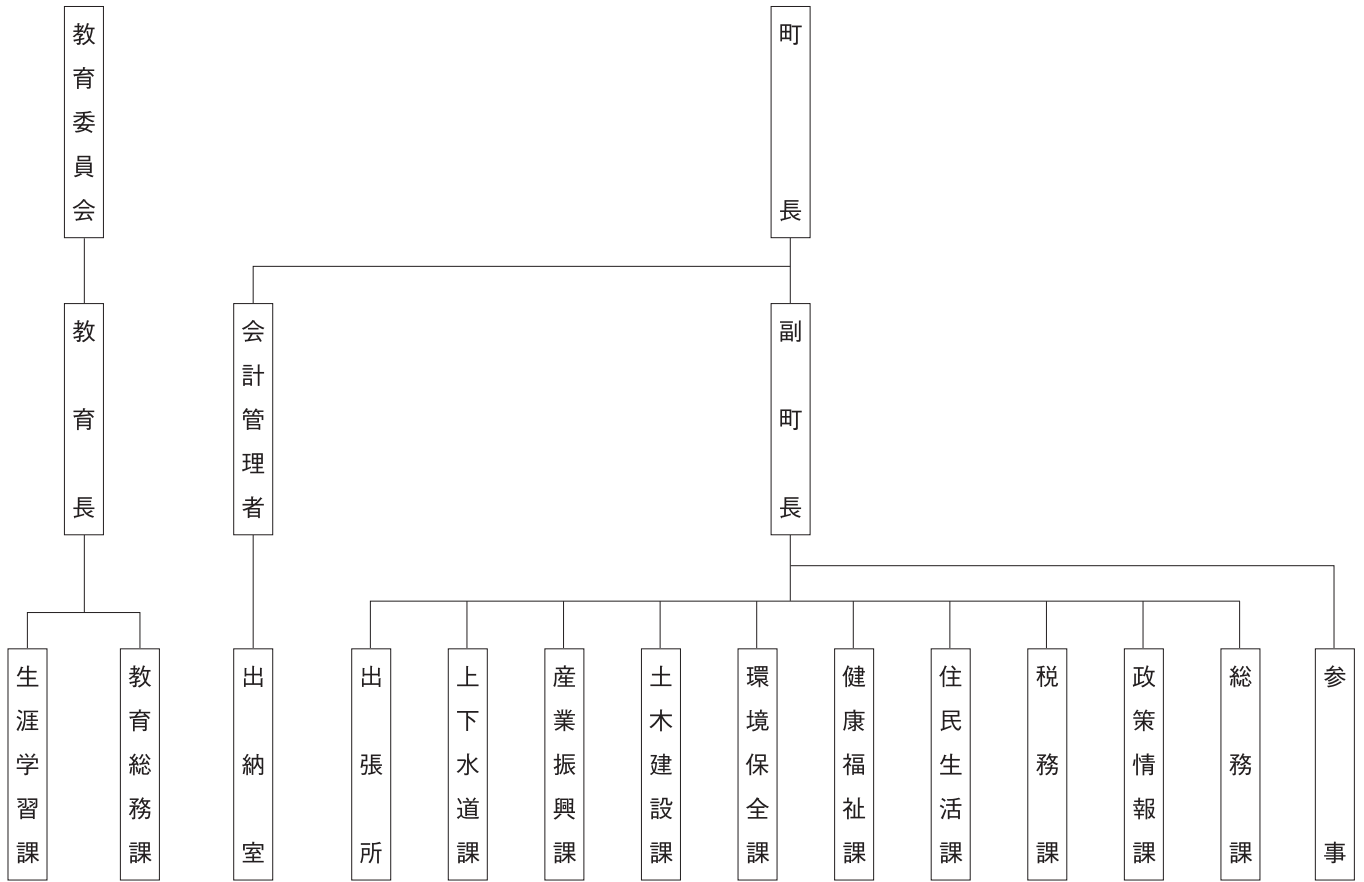 町長
教育委員会
副町長
会計管理者
教育長
参事
総務課
政策情報課
税務課
住民生活課
健康福祉課
環境保全課
土木建設課
産業振興課
上下水道課
出張所
出納室
教育総務課
生涯学習課